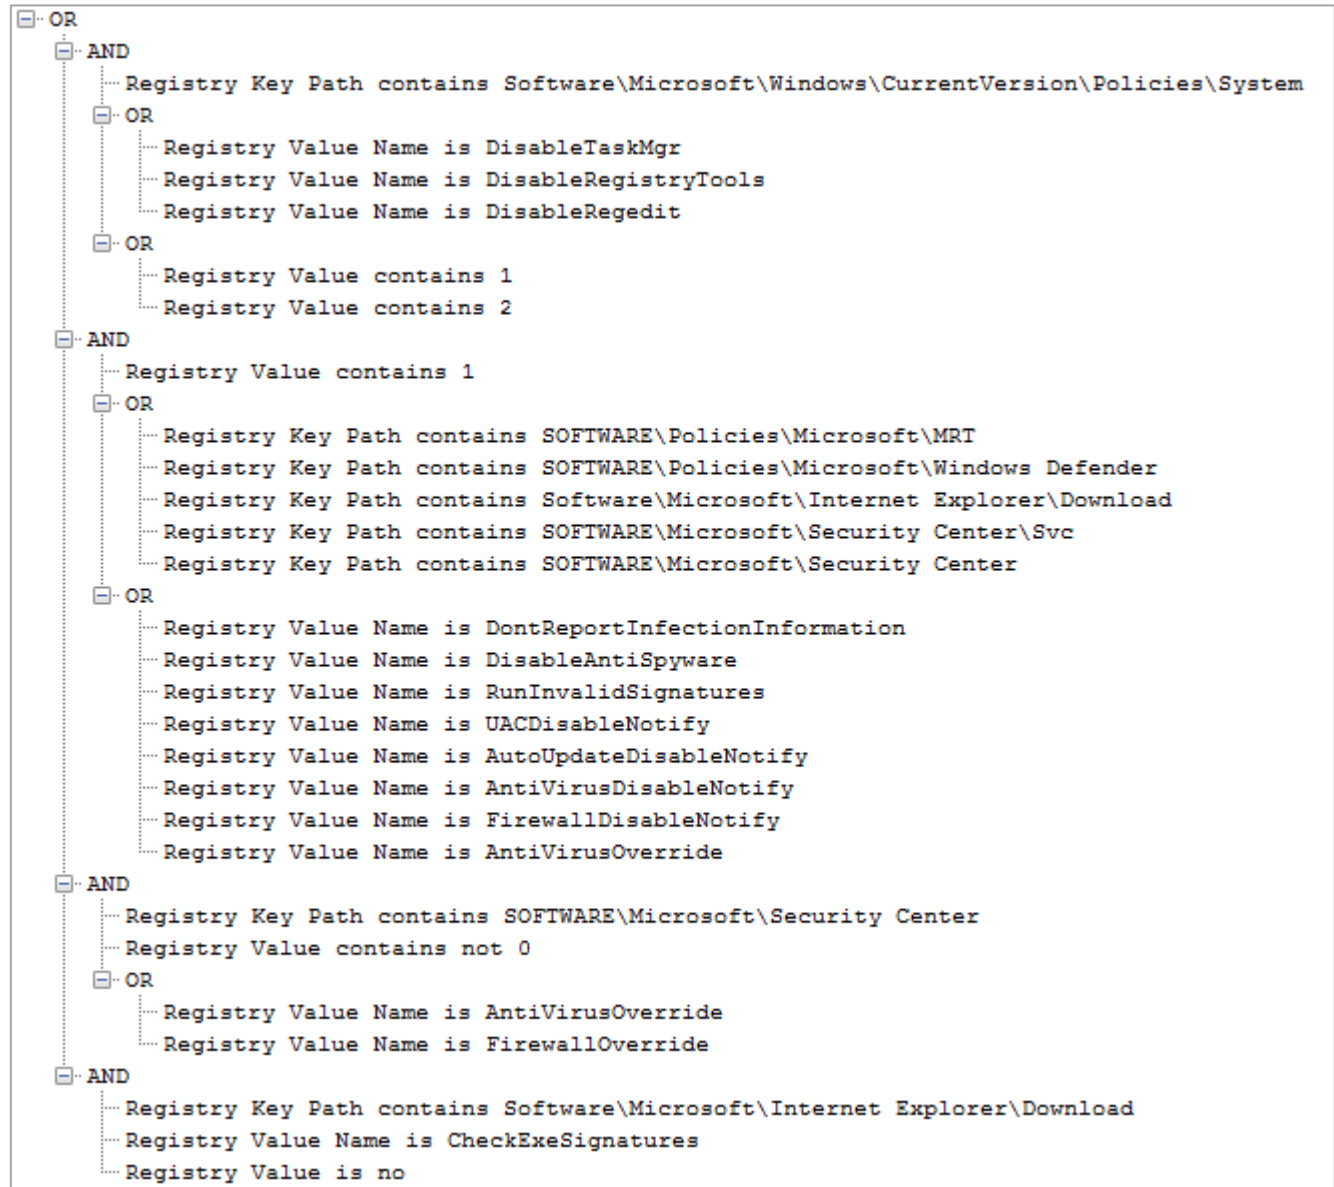 OR
AND
Registry Key Path contains Software\Microsoft\Windows\CurrentVersion\Policies\System
OR
Registry Value Name is DisableTaskMgr
Registry Value Name is DisableRegistryTools
Registry Value Name is DisableRegedit
OR
Registry Value contains 1
Registry Value contains 2
AND
Registry Value contains 1
OR
Registry Key Path contains SOFTWARE\Policies\Microsoft\MRT
Registry Key Path contains SOFTWARE\Policies\Microsoft\Windows Defender
Registry Key Path contains Software\Microsoft\Internet Explorer\Download
Registry Key Path contains SOFTWARE\Microsoft\Security Center\Svc
Registry Key Path contains SOFTWARE\Microsoft\Security Center
OR
Registry Value Name is DontReportInfectionInformation
Registry Value Name is DisableAntiSpyware
Registry Value Name is RunInvalidSignatures
Registry Value Name is UACDisableNotify
Registry Value Name is AutoUpdateDisableNotify
Registry Value Name is AntiVirusDisableNotify
Registry Value Name is FirewallDisableNotify
Registry Value Name is AntiVirusOverride
AND
Registry Key Path contains SOFTWARE\Microsoft\Security Center
Registry Value contains not 0
OR
Registry Value Name is AntiVirusOverride
Registry Value Name is FirewallOverride
AND
Registry Key Path contains Software\Microsoft\Internet Explorer\Download
Registry Value Name is CheckExeSignatures
Registry Value is no